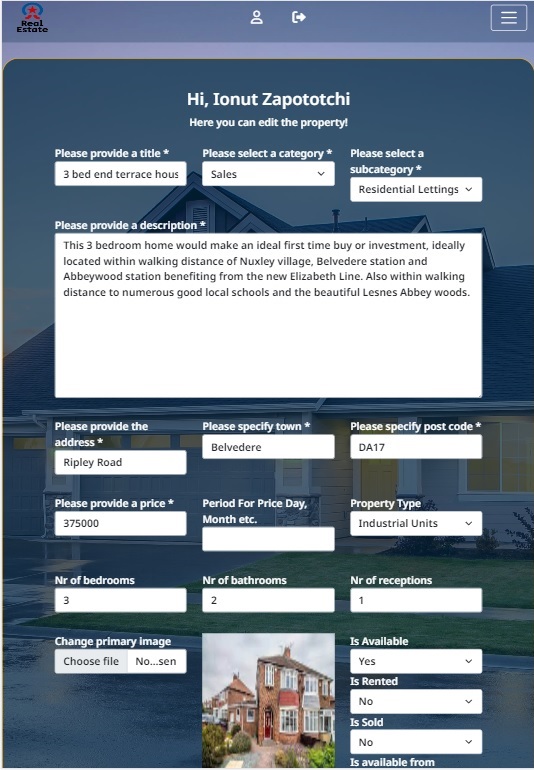 Real
Estate
Hi, Ionut Zapototchi
Here you can edit the property!
Please provide a title *
3 bed end terrace hous
Please select a category *
Sales
Please select a
subcategory *
Residential Lettings
Please provide a description *
This 3 bedroom home would make an ideal first time buy or investment, ideally
located within walking distance of Nuxley village, Belvedere station and
Abbeywood station benefiting from the new Elizabeth Line. Also within walking
distance to numerous good local schools and the beautiful Lesnes Abbey woods.
Please provide the
address *
Ripley Road
Please specify town *
Belvedere
Please specify post code *
DA17
Please provide a price *
375000
Period For Price Day,
Month etc.
Property Type
Industrial Units
Nr of bedrooms
3
Nr of bathrooms
2
Nr of receptions
1
Change primary image
Choose file No...sen
Is Available
Yes
Is Rented
No
Is Sold
No
Is available from